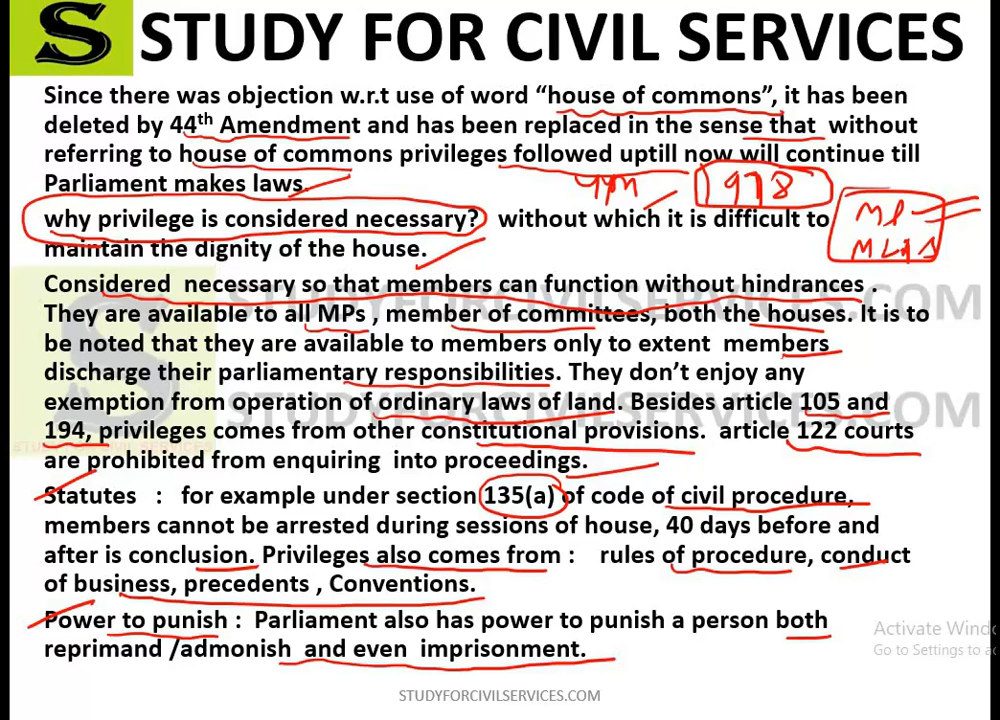 S STUDY FOR CIVIL SERVICES
Since there was objection w.r.t use of word “house of commons”, it has been
deleted by 44th Amendment and has been replaced in the sense that without
referring to house of commons privileges followed uptill now will continue till
Parliament makes laws.
1978
why privilege is considered necessary? without which it is difficult to
MP
maintain the dignity of the house.
MLAs
Considered necessary so that members can function without hindrances .
They are available to all MPs , member of committees, both the houses. It is to
be noted that they are available to members only to extent members
discharge their parliamentary responsibilities. They don’t enjoy any
exemption from operation of ordinary laws of land. Besides article 105 and
194, privileges comes from other constitutional provisions. article 122 courts
are prohibited from enquiring into proceedings.
Statutes : for example under section 135(a) of code of civil procedure,
members cannot be arrested during sessions of house, 40 days before and
after is conclusion. Privileges also comes from : rules of procedure, conduct
of business, precedents , Conventions.
Power to punish : Parliament also has power to punish a person both
reprimand /admonish and even imprisonment.
STUDYFORCIVILSERVICES.COM
STUDYFORCIVILSERVICES.COM
STUDYFORCIVILSERVICES.COM
Activate Wind
Go to Settings to a